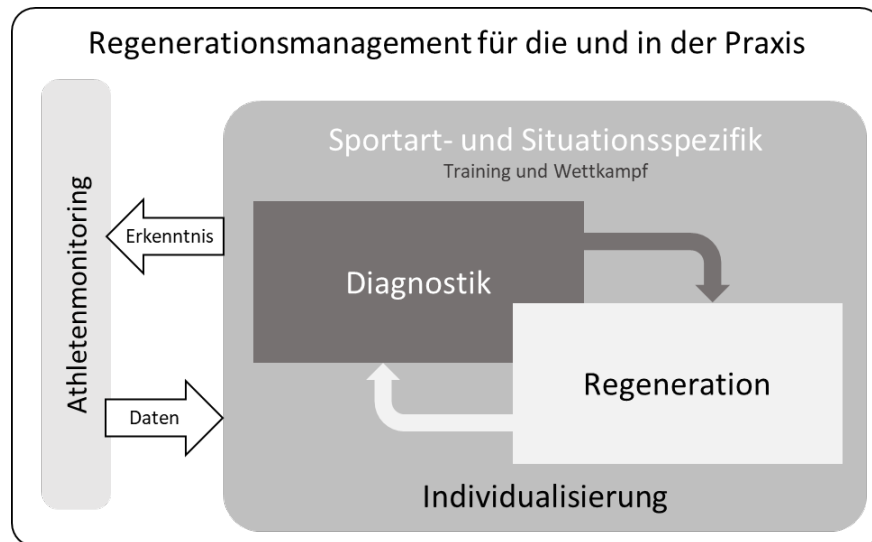 Regenerationsmanagement für die und in der Praxis
Athletenmonitoring
Sportart- und Situationsspezifik
Training und Wettkampf
Erkenntnis
Diagnostik
Regeneration
Daten
Individualisierung